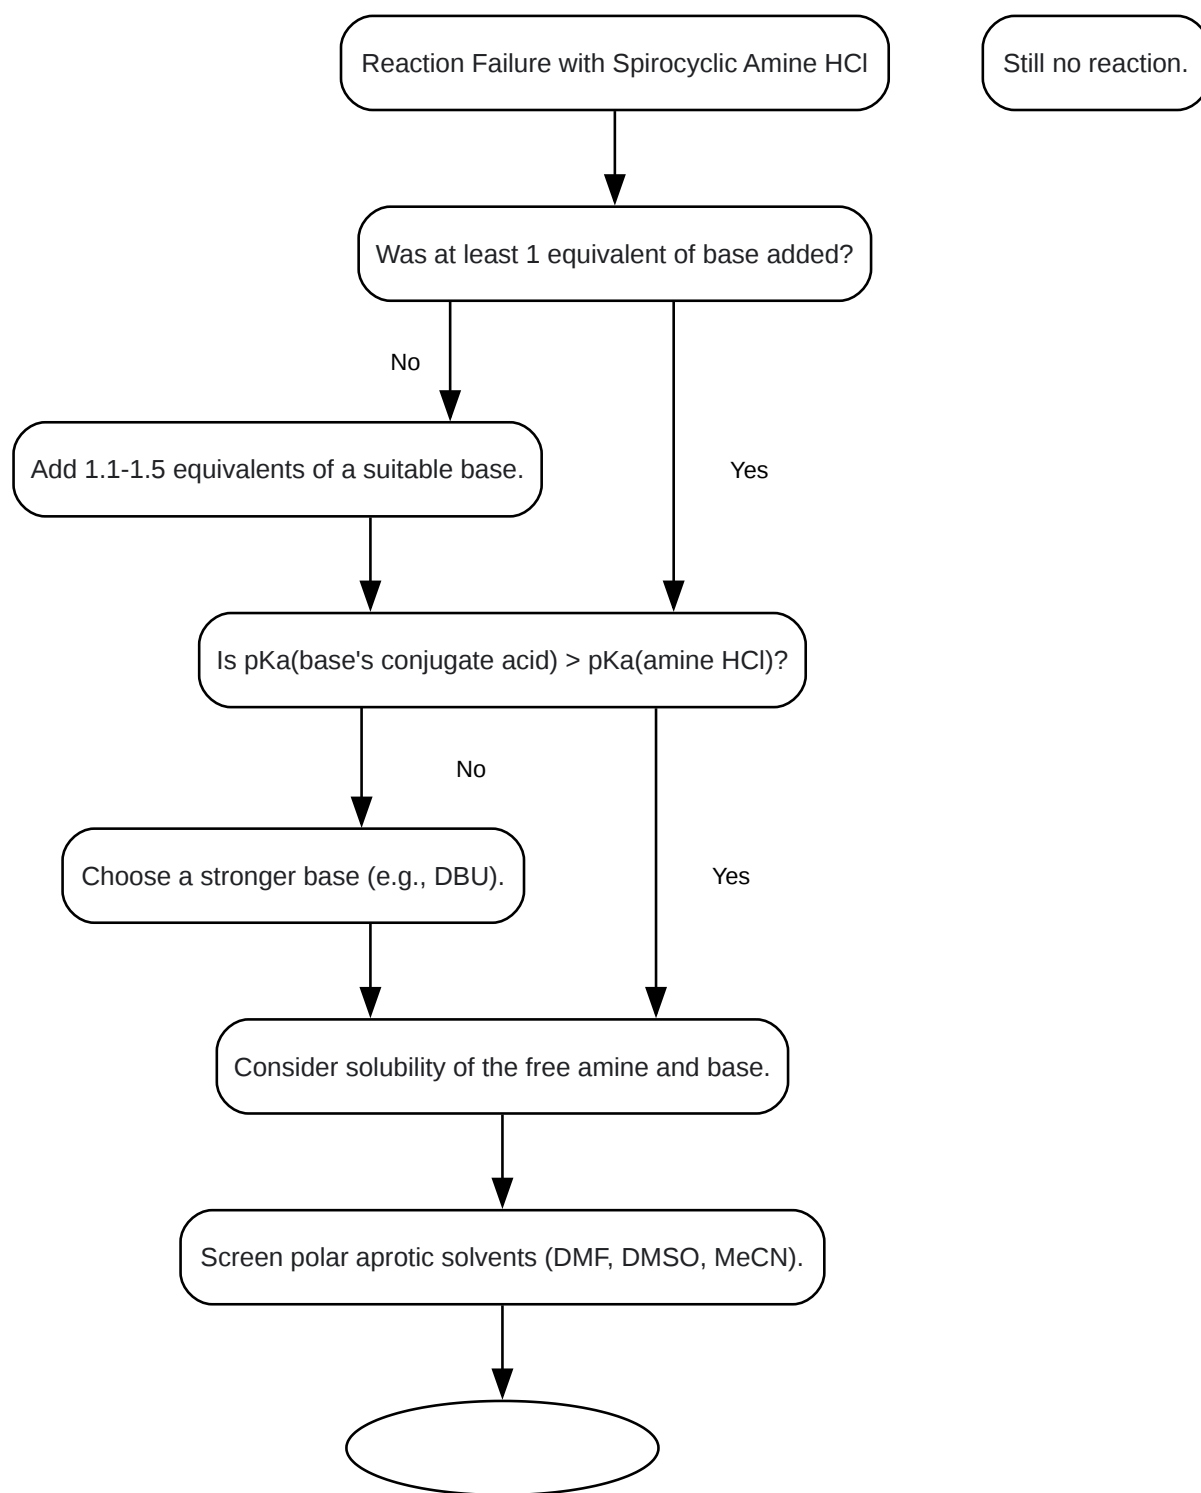 Reaction Failure with Spirocyclic Amine HCl
Still no reaction.
Was at least 1 equivalent of base added?
No
Add 1.1-1.5 equivalents of a suitable base.
Yes
Is pKa(base's conjugate acid) > pKa(amine HCl)?
No
Choose a stronger base (e.g., DBU).
Yes
Consider solubility of the free amine and base.
Screen polar aprotic solvents (DMF, DMSO, MeCN).